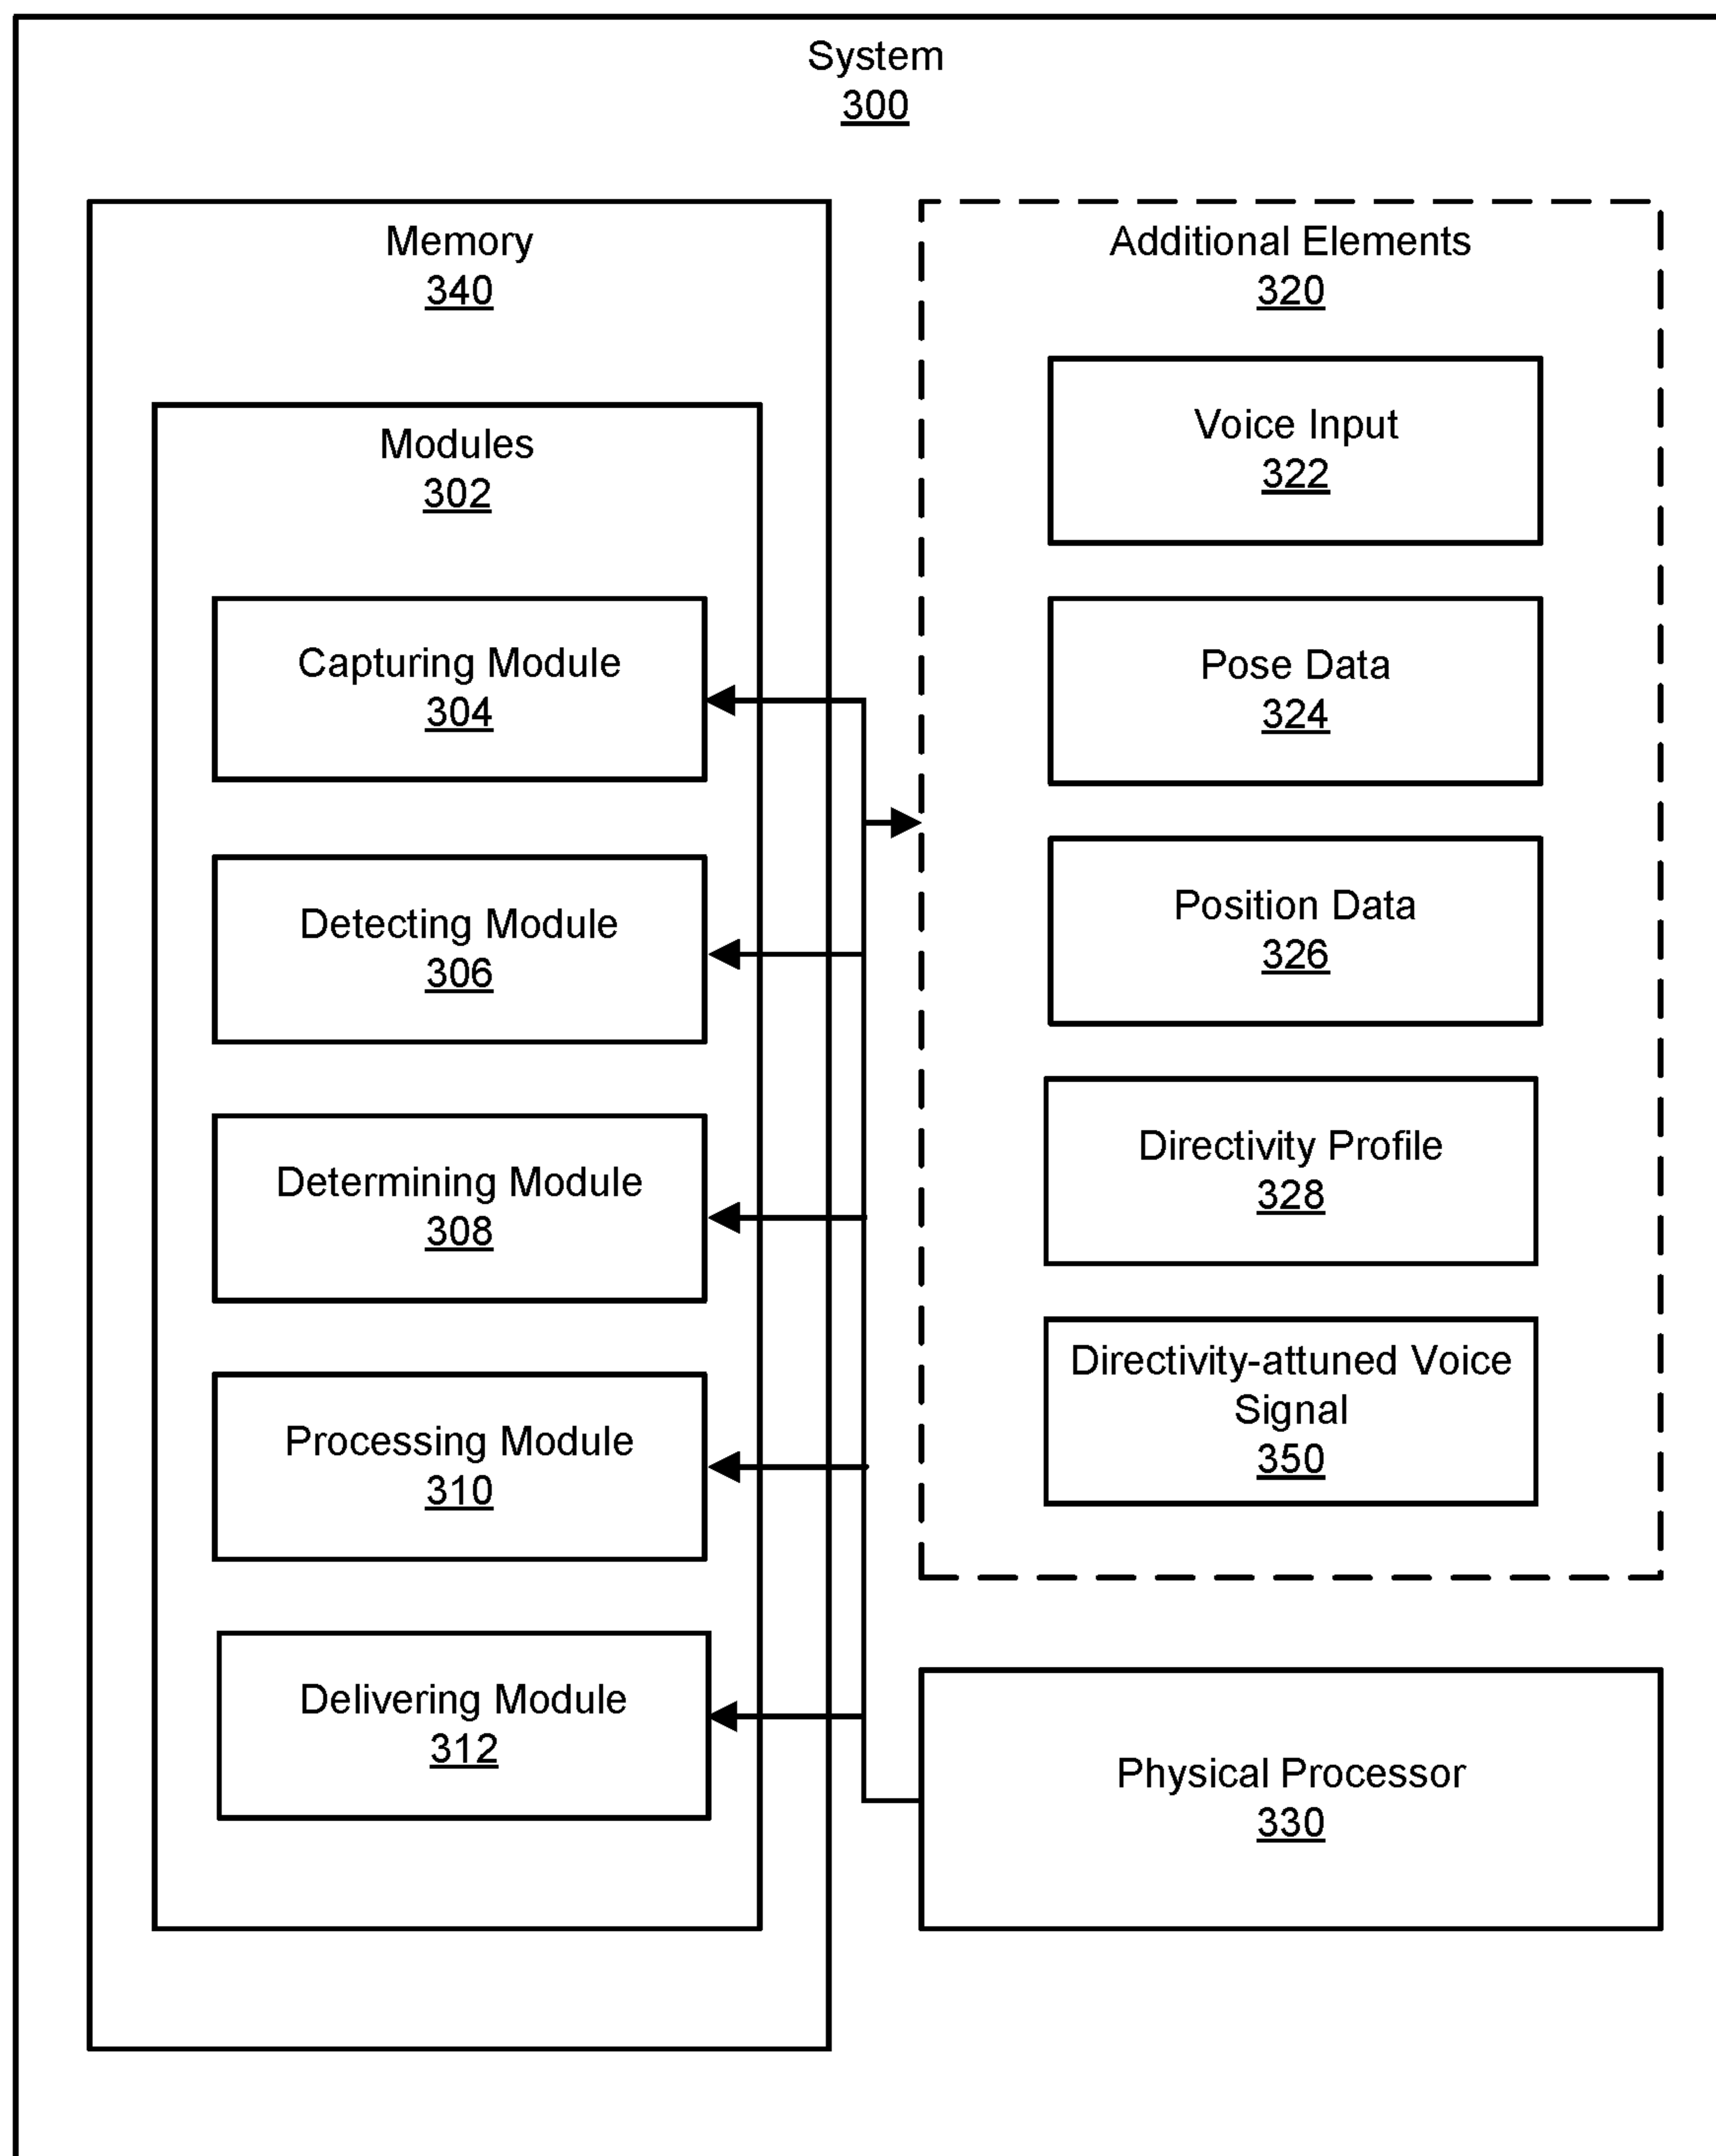 System
300
Memory
340
Modules
302
Capturing Module
304
Detecting Module
306
Determining Module
308
Processing Module
310
Delivering Module
312
Additional Elements
320
Voice Input
322
Pose Data
324
Position Data
326
Directivity Profile
328
Directivity-attuned Voice
Signal
350
Physical Processor
330